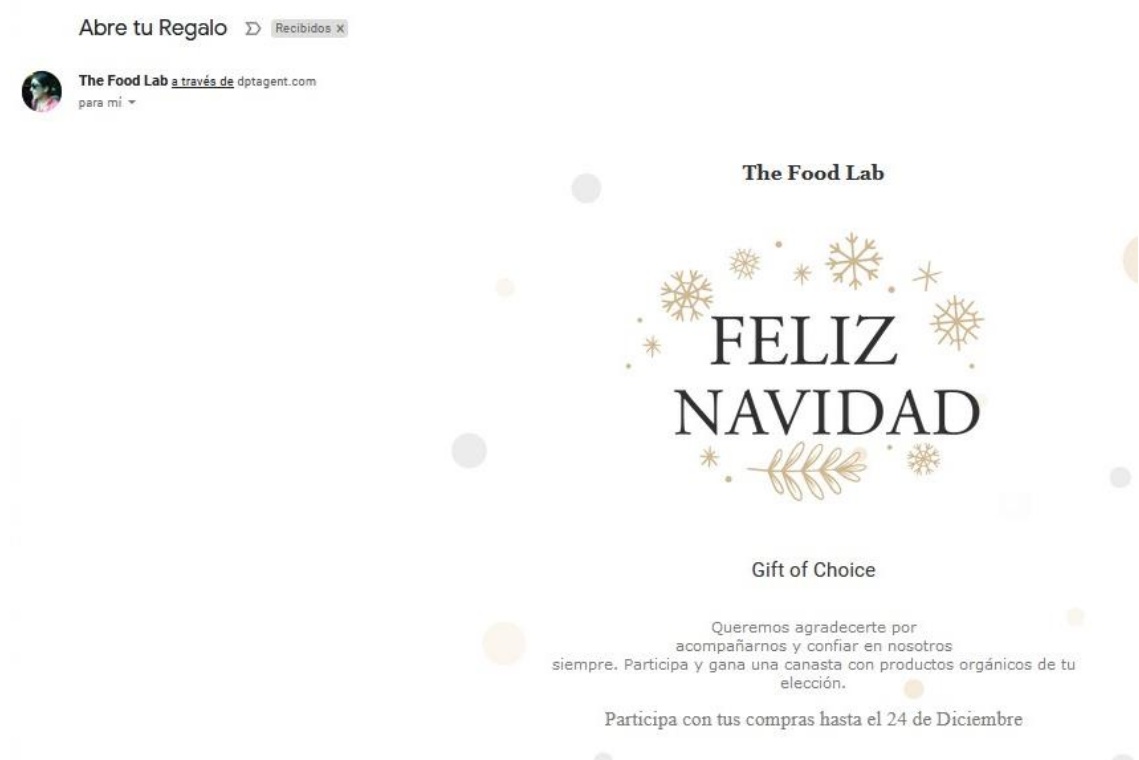 Abre tu Regalo Recibidos x
The Food Lab a través de dptagent.com
para mí
The Food Lab
FELIZ
NAVIDAD
Gift of Choice
Queremos agradecerte por
acompañarnos y confiar en nosotros
siempre. Participa y gana una canasta con productos orgánicos de tu
elección.
Participa con tus compras hasta el 24 de Diciembre